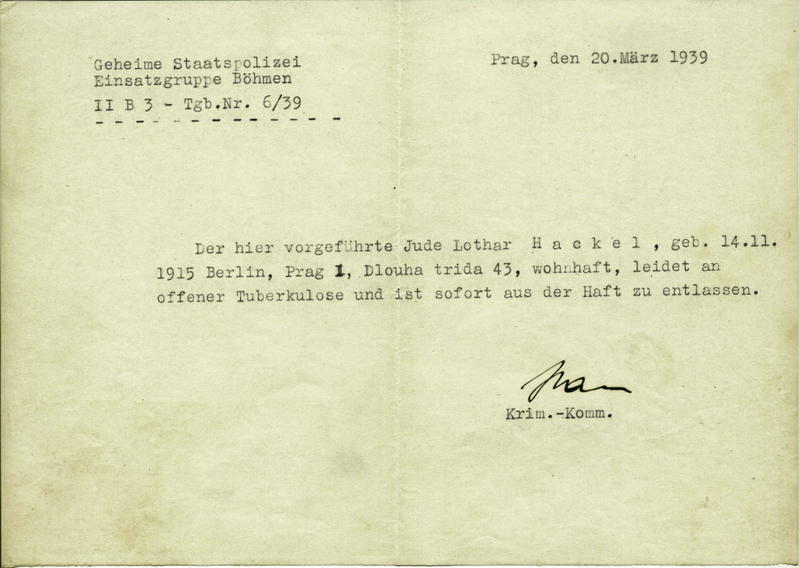 Geheime Staatspolizei
Einsatzgruppe Böhmen
II B 3 - Tgb.Nr. 6/39
Prag, den 20.März 1939
Der hier vorgeführte Jude Lothar H a c k e l , geb. 14.11.
1915 Berlin, Prag 1, Dlouha trida 43, wohnhaft, leidet an
offener Tuberkulose und ist sofort aus der Haft zu entlassen.
Krim.-Komm.